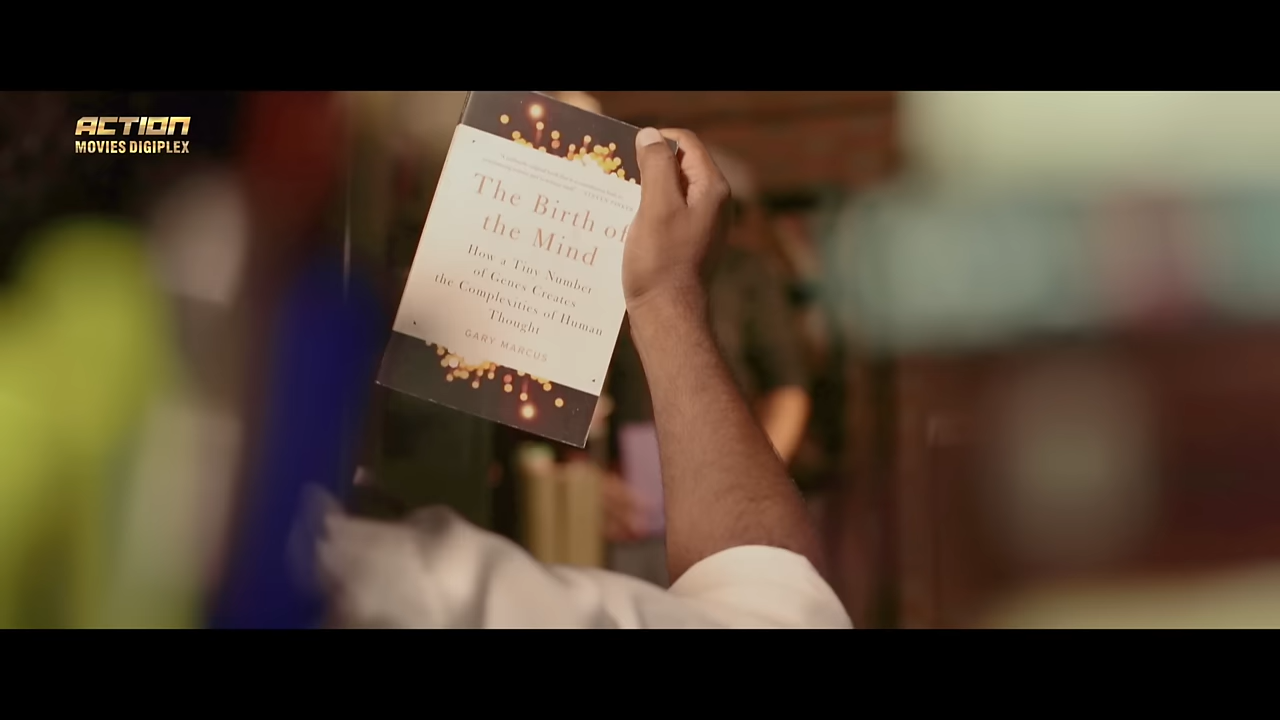 ACTION
MOVIES DIGIPLEX
The Birth of
the Mind
How a Tiny Number
of Genes Creates
the Complexities of Human
Thought
GARY MARCUS